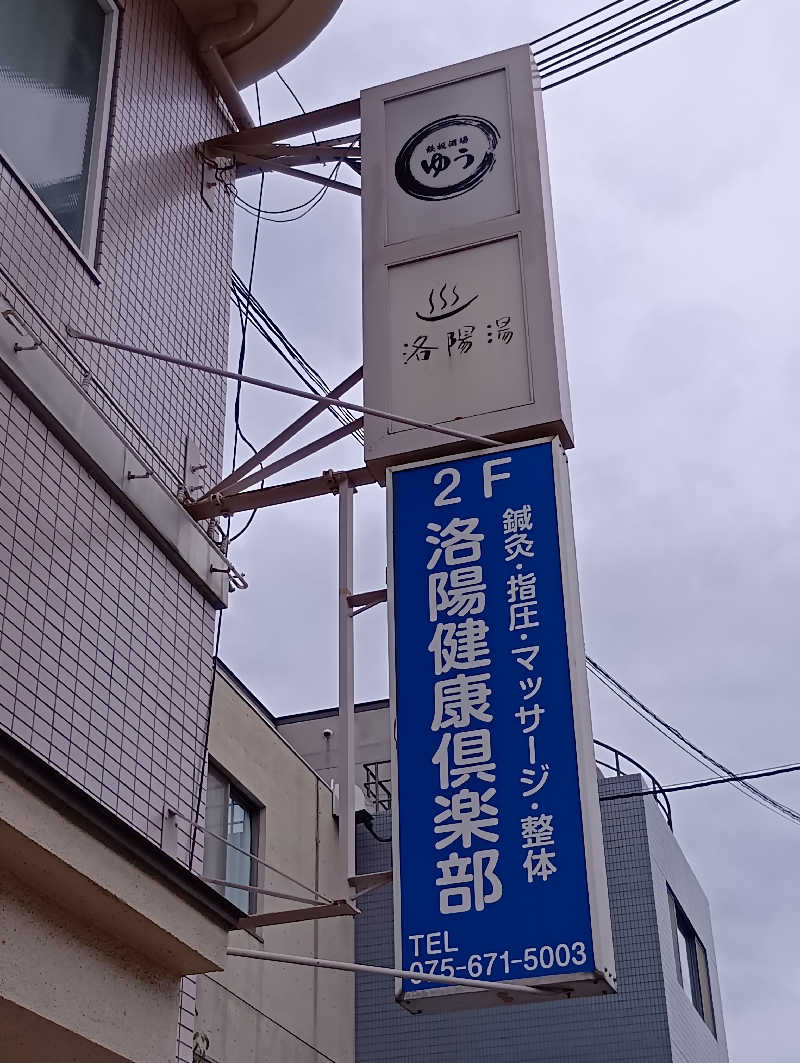 鉄板酒場
ゆう
洛陽湯
2F
鍼灸・指圧・マッサージ・整体
洛陽健康倶楽部
TEL
075-671-5003